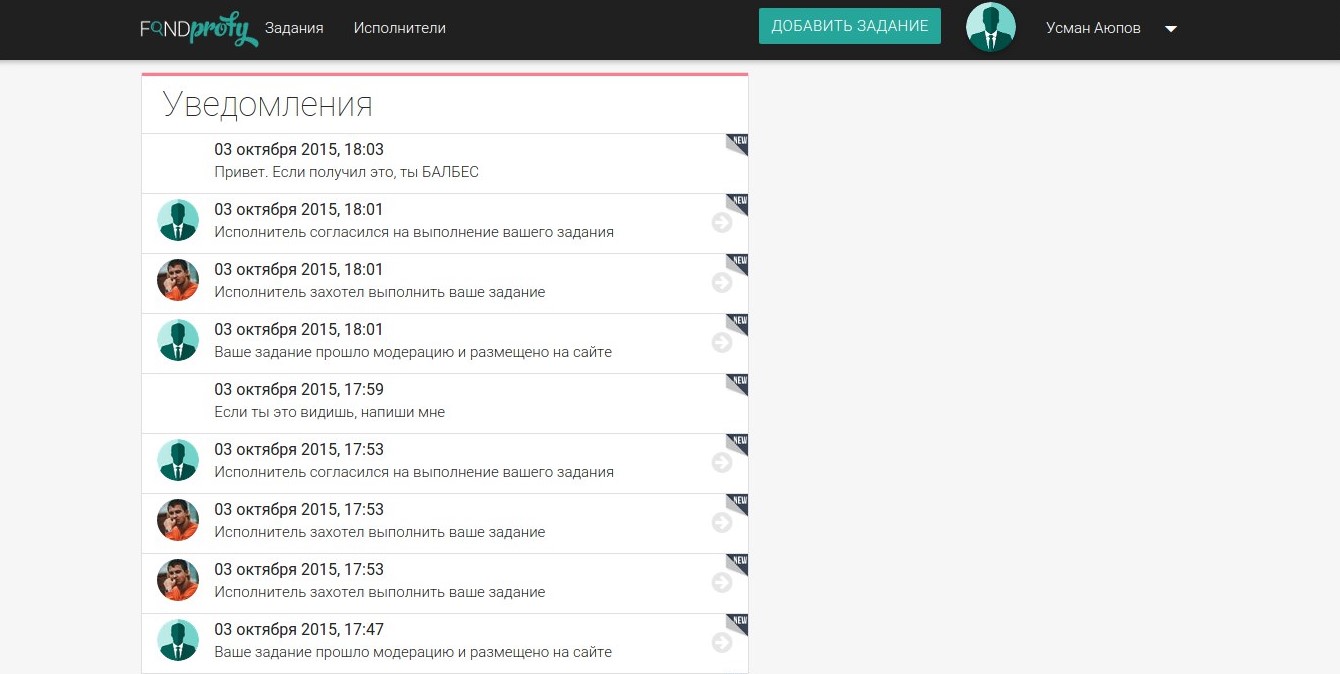 FANDprofy Задания Исполнители ДОБАВИТЬ ЗАДАНИЕ Усман Аюпов
Уведомления
03 октября 2015, 18:03 NEW
Привет. Если получил это, ты БАЛБЕС
03 октября 2015, 18:01 NEW
Исполнитель согласился на выполнение вашего задания
03 октября 2015, 18:01 NEW
Исполнитель захотел выполнить ваше задание
03 октября 2015, 18:01 NEW
Ваше задание прошло модерацию и размещено на сайте
03 октября 2015, 17:59 NEW
Если ты это видишь, напиши мне
03 октября 2015, 17:53 NEW
Исполнитель согласился на выполнение вашего задания
03 октября 2015, 17:53 NEW
Исполнитель захотел выполнить ваше задание
03 октября 2015, 17:53 NEW
Исполнитель захотел выполнить ваше задание
03 октября 2015, 17:47 NEW
Ваше задание прошло модерацию и размещено на сайте